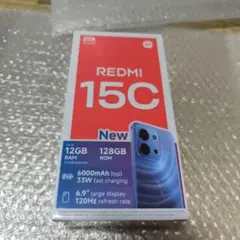 REDMI
15C
New
12GB 128GB
RAM ROM
6000mAh (typ)
33W fast charging
6.9" large display
120Hz refresh rate